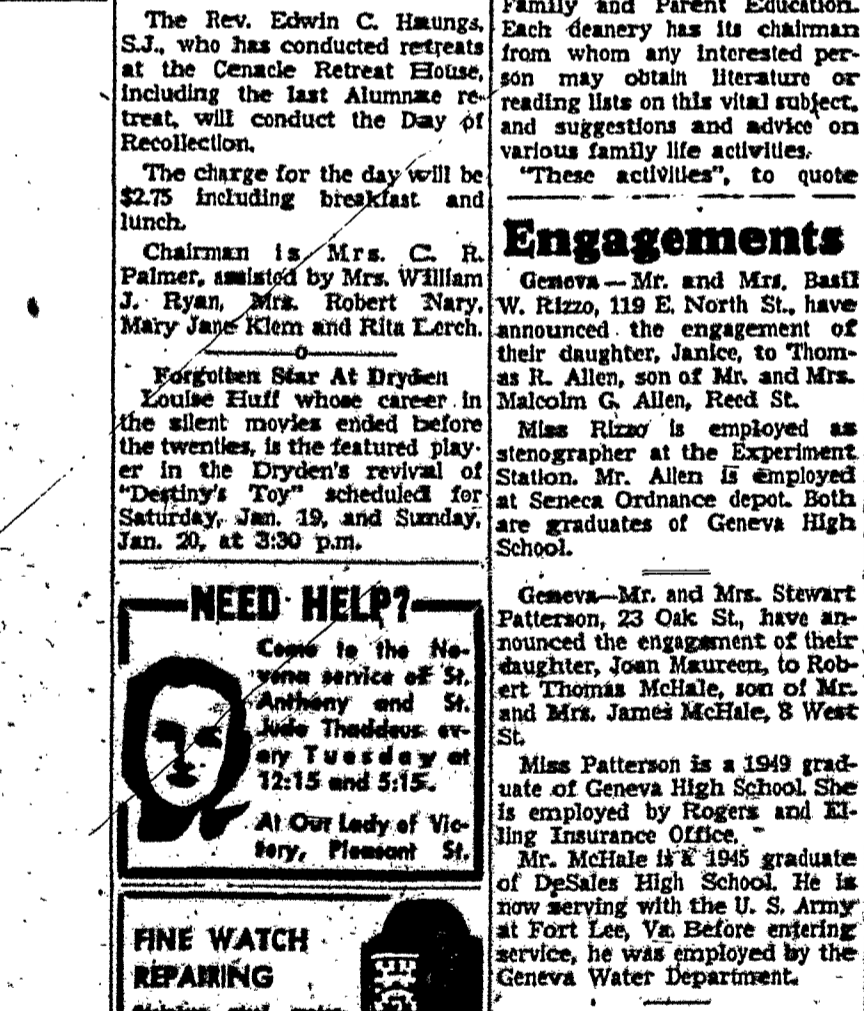 The Rev. Edwin C. Haungs,
S.J., who has conducted retreats
at the Cenacle Retreat House,
including the last Alumnae re-
treat, will conduct the Day of
Recollection.
The charge for the day will be
$2.75 including breakfast and
lunch.
Chairman is Mrs. C. R.
Palmer, assisted by Mrs. William
J. Ryan, Mrs. Robert Nary,
Mary Jane Klem and Rita Lerch.
Forgotten Star At Dryden
Louise Huff whose career in
the silent movies ended before
the twenties, is the featured play-
er in the Dryden's revival of
"Destiny's Toy" scheduled for
Saturday, Jan. 19, and Sunday,
Jan. 20, at 3:30 p.m.
NEED HELP?
Come to the No-
vena service of St.
Anthony and St.
Jude Thaddeus ev-
ery Tuesday at
12:15 and 5:15.
At Our Lady of Vic-
tory, Pleasant St.
FINE WATCH
REPAIRING
Family and Parent Education.
Each deanery has its chairman
from whom any interested per-
son may obtain literature or
reading lists on this vital subject,
and suggestions and advice on
various family life activities.
"These activities", to quote
Engagements
Geneva — Mr. and Mrs. Basil
W. Rizzo, 119 E. North St., have
announced the engagement of
their daughter, Janice, to Thom-
as R. Allen, son of Mr. and Mrs.
Malcolm G. Allen, Reed St.
Miss Rizzo is employed as
stenographer at the Experiment
Station. Mr. Allen is employed
at Seneca Ordnance depot. Both
are graduates of Geneva High
School.
Geneva—Mr. and Mrs. Stewart
Patterson, 23 Oak St., have an-
nounced the engagement of their
daughter, Joan Maureen, to Rob-
ert Thomas McHale, son of Mr.
and Mrs. James McHale, 8 West
St.
Miss Patterson is a 1949 grad-
uate of Geneva High School. She
is employed by Rogers and El-
ling Insurance Office.
Mr. McHale is a 1945 graduate
of DeSales High School. He is
now serving with the U. S. Army
at Fort Lee, Va. Before entering
service, he was employed by the
Geneva Water Department.